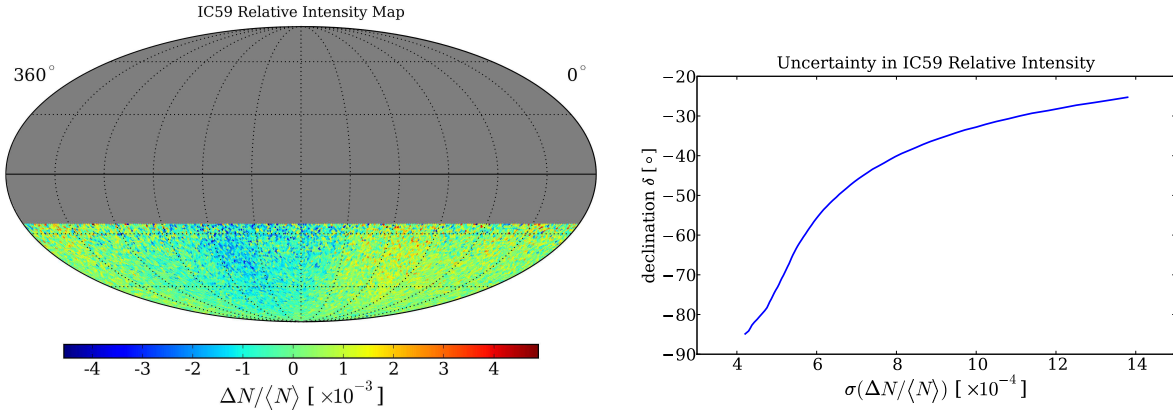 IC59 Relative Intensity Map
360°
0°
-4 -3 -2 -1 0 1 2 3 4
ΔN/⟨N⟩ [ ×10⁻³ ]
Uncertainty in IC59 Relative Intensity
declination δ [ ∘ ]
−20
−30
−40
−50
−60
−70
−80
−90
4 6 8 10 12 14
σ(ΔN/⟨N⟩) [ ×10⁻⁴ ]